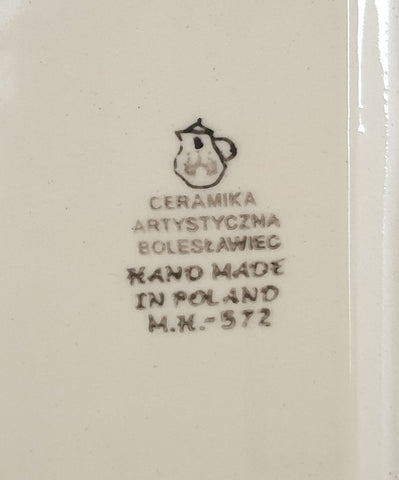 CERAMIKA
ARTYSTYCZNA
BOLESŁAWIEC
HAND MADE
IN POLAND
M.H.-572